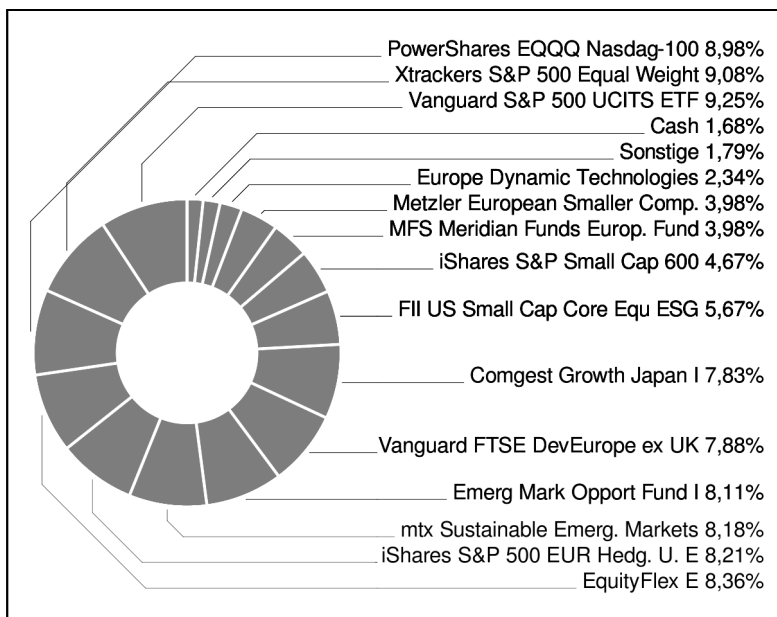 PowerShares EQQQ Nasdag-100 8,98%
Xtrackers S&P 500 Equal Weight 9,08%
Vanguard S&P 500 UCITS ETF 9,25%
Cash 1,68%
Sonstige 1,79%
Europe Dynamic Technologies 2,34%
Metzler European Smaller Comp. 3,98%
MFS Meridian Funds Europ. Fund 3,98%
iShares S&P Small Cap 600 4,67%
FII US Small Cap Core Equ ESG 5,67%
Comgest Growth Japan I 7,83%
Vanguard FTSE DevEurope ex UK 7,88%
Emerg Mark Opport Fund I 8,11%
mtx Sustainable Emerg. Markets 8,18%
iShares S&P 500 EUR Hedg. U. E 8,21%
EquityFlex E 8,36%